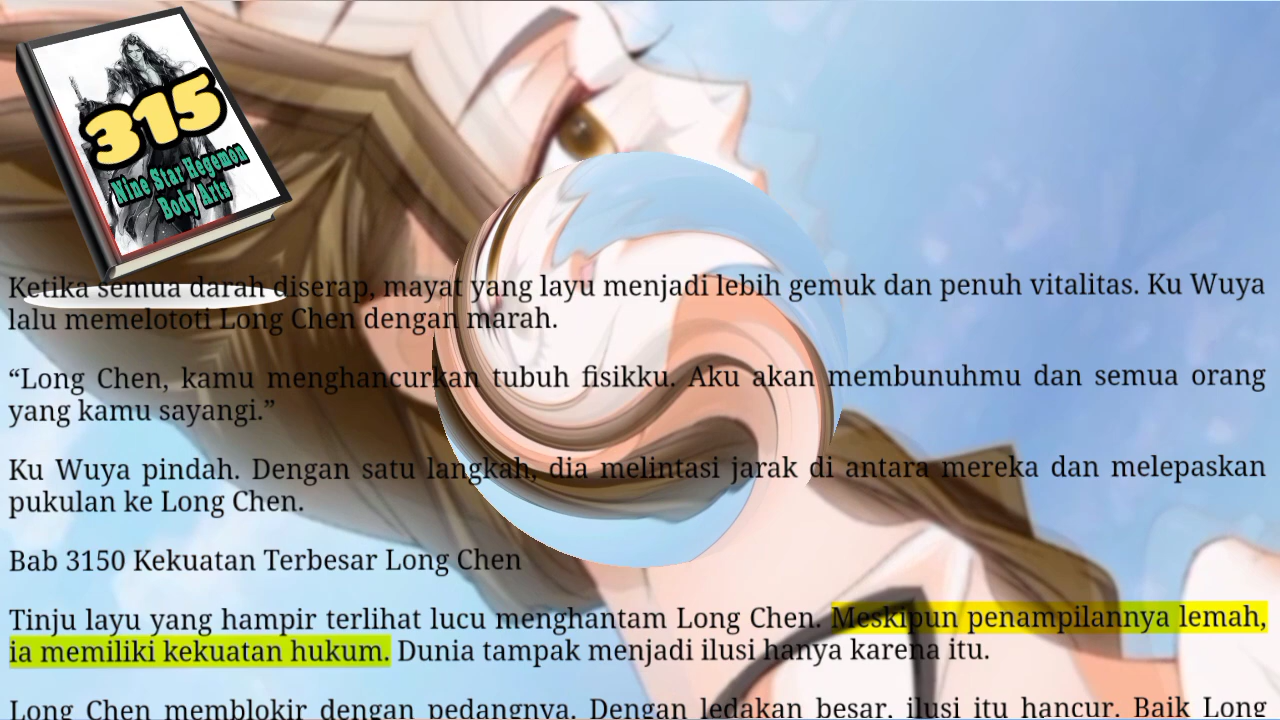 315
Nine Star Hegemon
Body Arts
Ketika semua darah diserap, mayat yang layu menjadi lebih gemuk dan penuh vitalitas. Ku Wuya
lalu memelototi Long Chen dengan marah.
“Long Chen, kamu menghancurkan tubuh fisikku. Aku akan membunuhmu dan semua orang
yang kamu sayangi.”
Ku Wuya pindah. Dengan satu langkah, dia melintasi jarak di antara mereka dan melepaskan
pukulan ke Long Chen.
Bab 3150 Kekuatan Terbesar Long Chen
Tinju layu yang hampir terlihat lucu menghantam Long Chen. Meskipun penampilannya lemah,
ia memiliki kekuatan hukum. Dunia tampak menjadi ilusi hanya karena itu.
Long Chen memblokir dengan pedangnya. Dengan ledakan besar, ilusi itu hancur. Baik Long